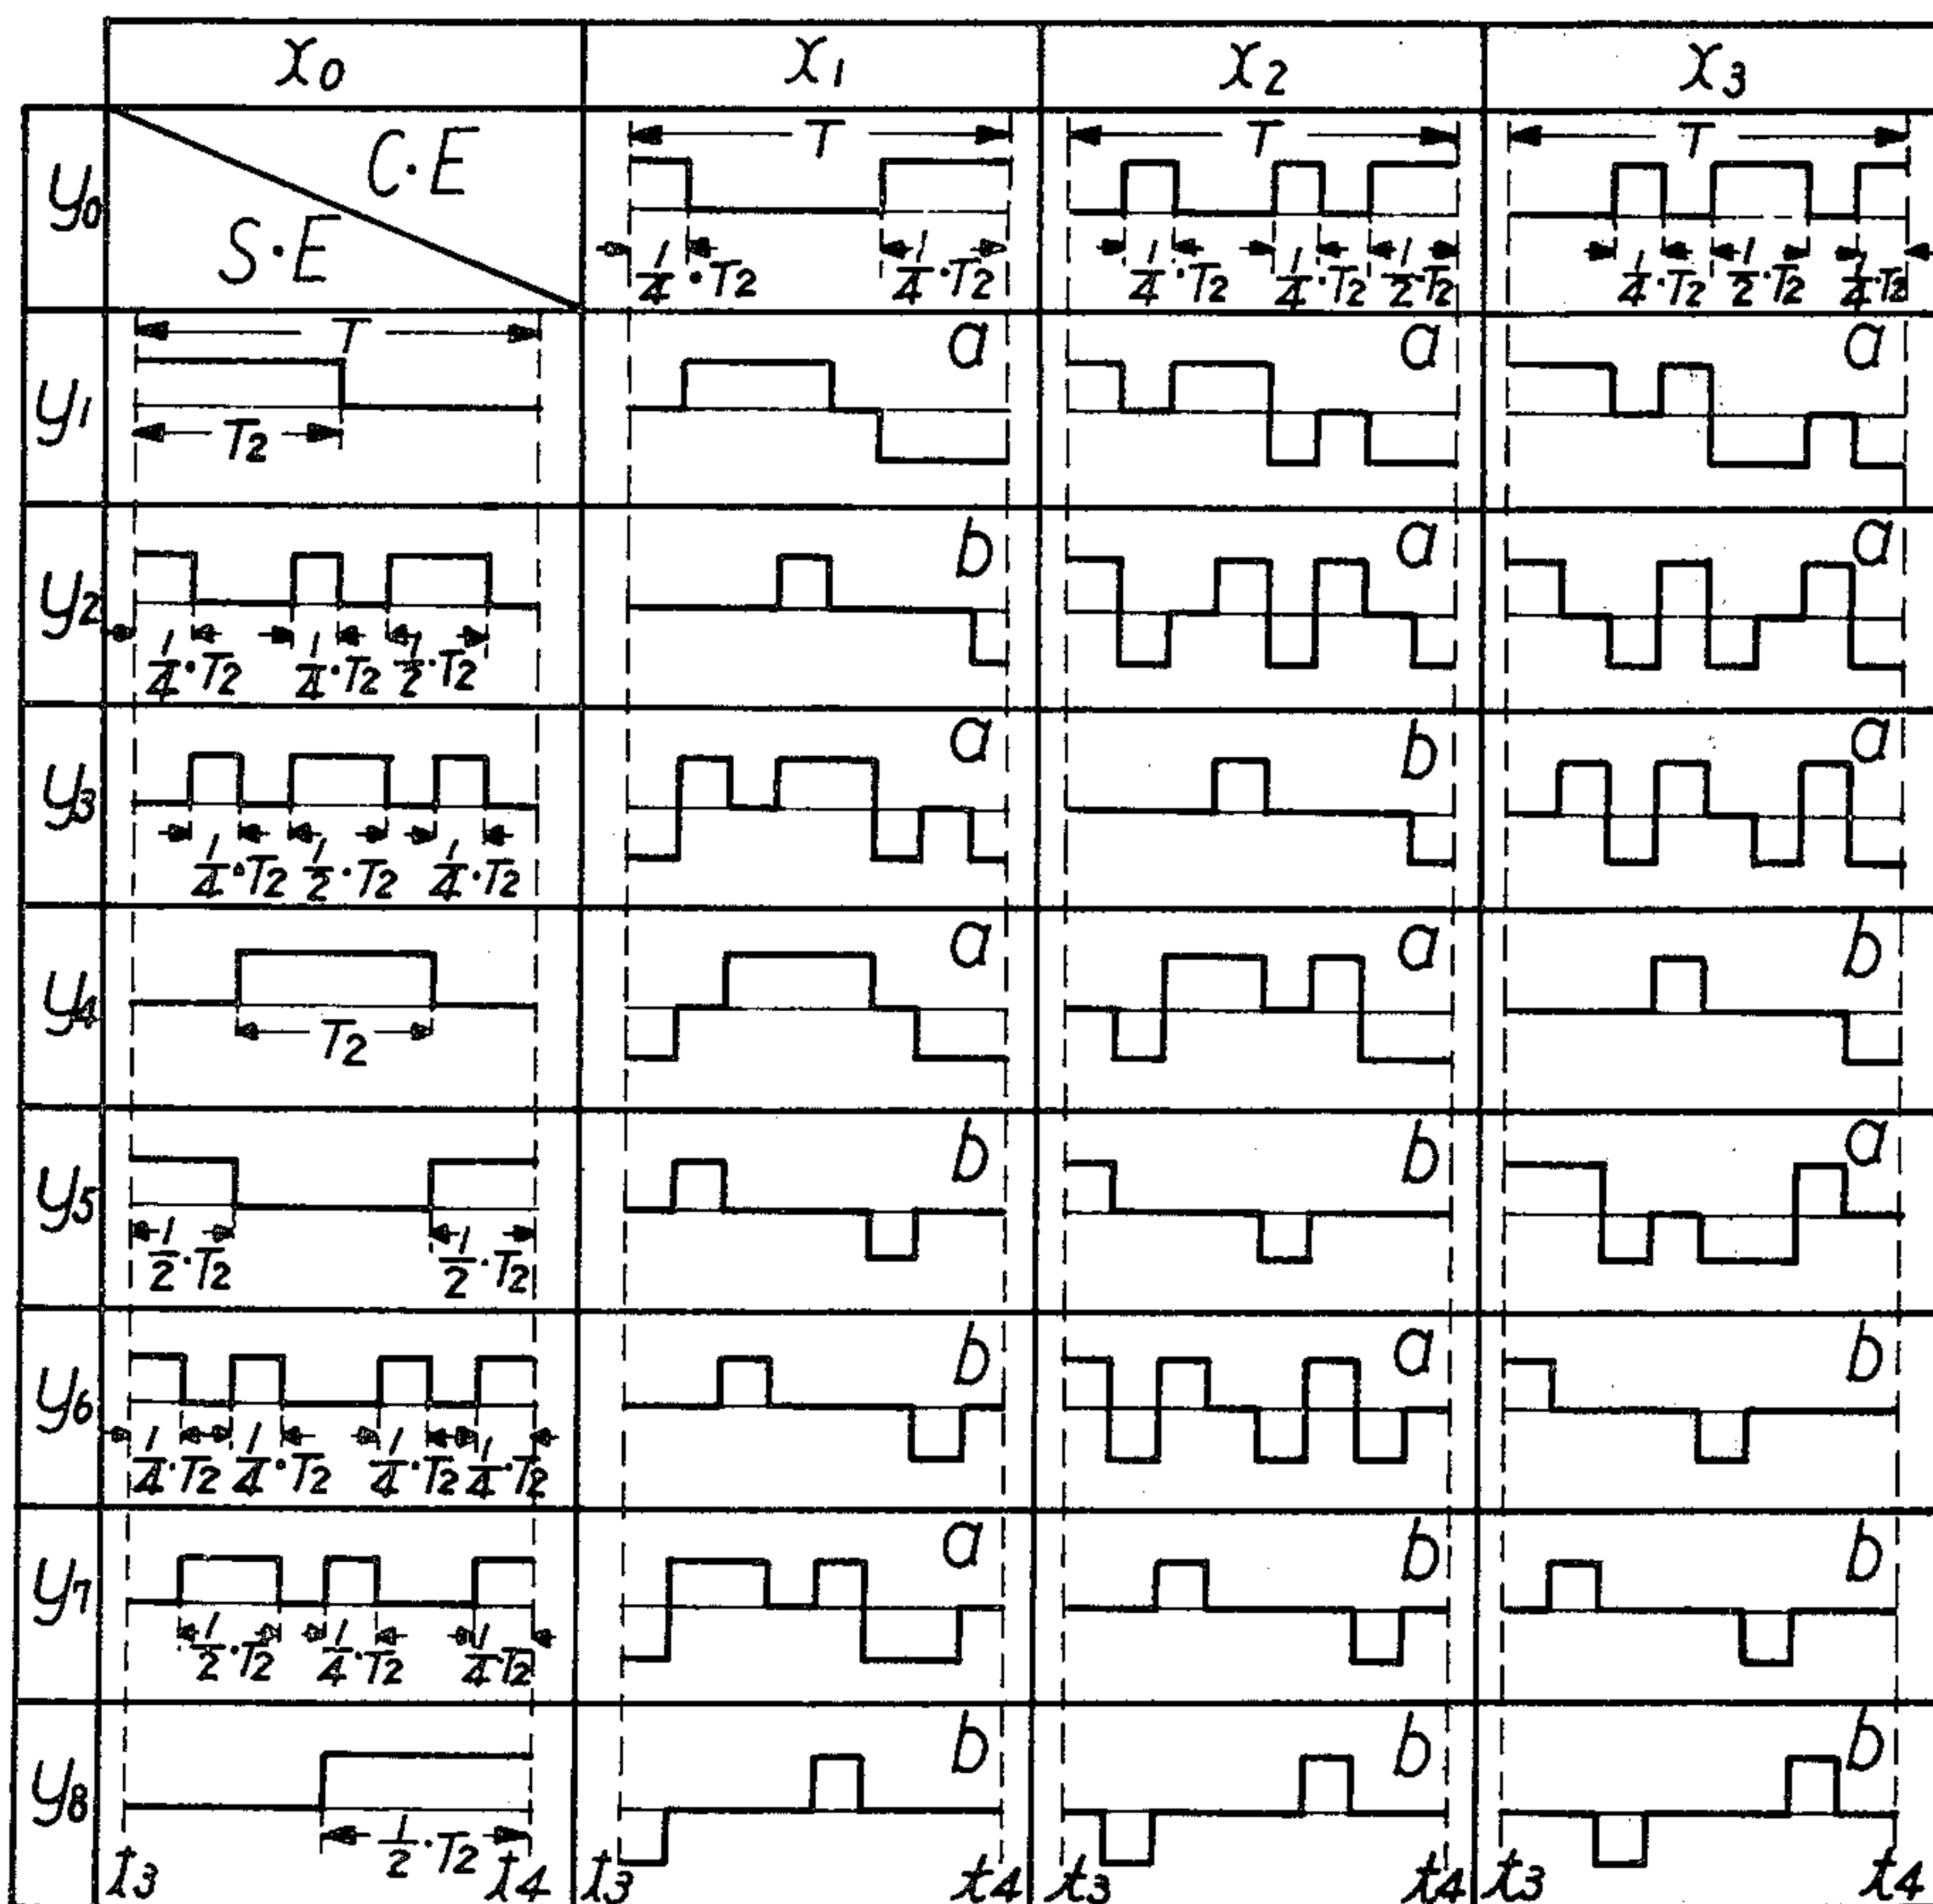 x0 x1 x2 x3
y0 C·E S·E T T T
1/4·T2 1/4·T2 1/4·T2 1/4·T2 1/2T2 1/4·T2 1/2·T2 1/4·T2
y1 T T2 a a a
y2 1/4·T2 1/4·T2 1/2·T2 b a a
y3 1/4·T2 1/2·T2 1/4·T2 a b a
y4 T2 a a b
y5 1/2·T2 1/2·T2 b b a
y6 1/4·T2 1/4·T2 1/4·T2 1/4·T2 b a b
y7 1/2·T2 1/4·T2 1/4·T2 a b b
y8 1/2·T2 b b b
t3 t4 t3 t4 t3 t4 t3 t4